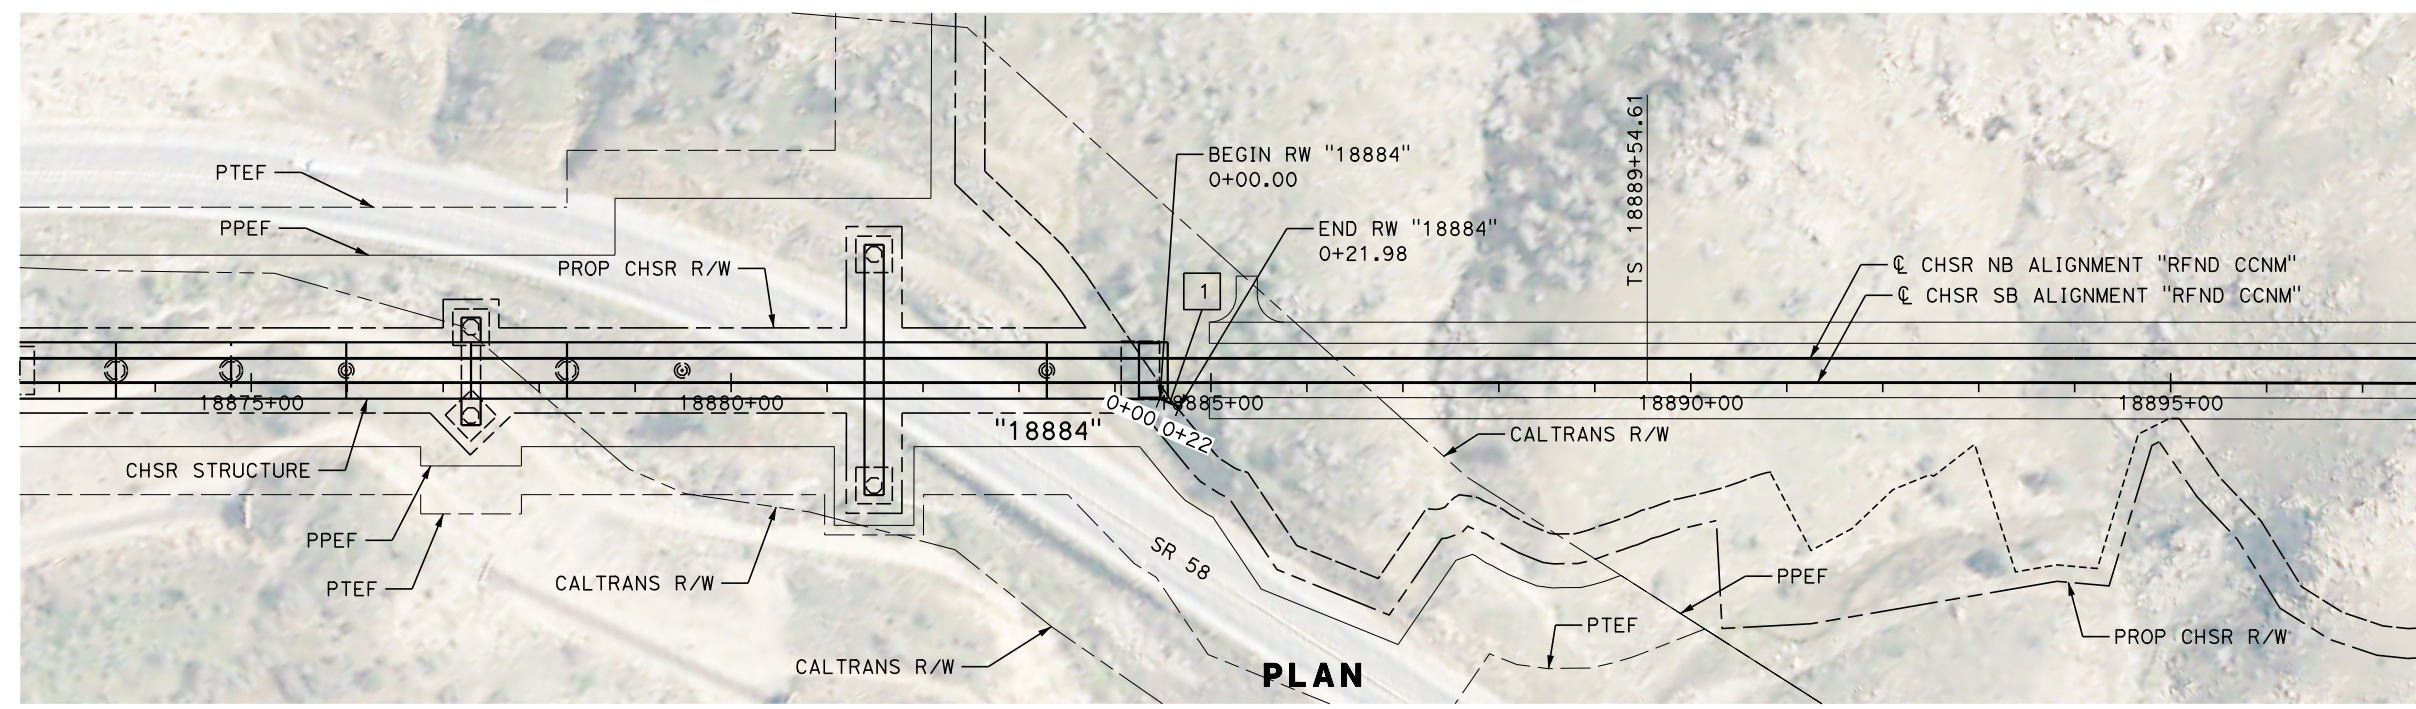 TS 18889+54.61
BEGIN RW "18884"
0+00.00
PTEF
PPEF
END RW "18884"
0+21.98
PROP CHSR R/W
1
℄ CHSR NB ALIGNMENT "RFND CCNM"
℄ CHSR SB ALIGNMENT "RFND CCNM"
18875+00
18880+00
0+00
18885+00
18890+00
18895+00
"18884"
0+22
CALTRANS R/W
CHSR STRUCTURE
PPEF
SR 58
PTEF
CALTRANS R/W
PPEF
PTEF
PROP CHSR R/W
CALTRANS R/W
PLAN